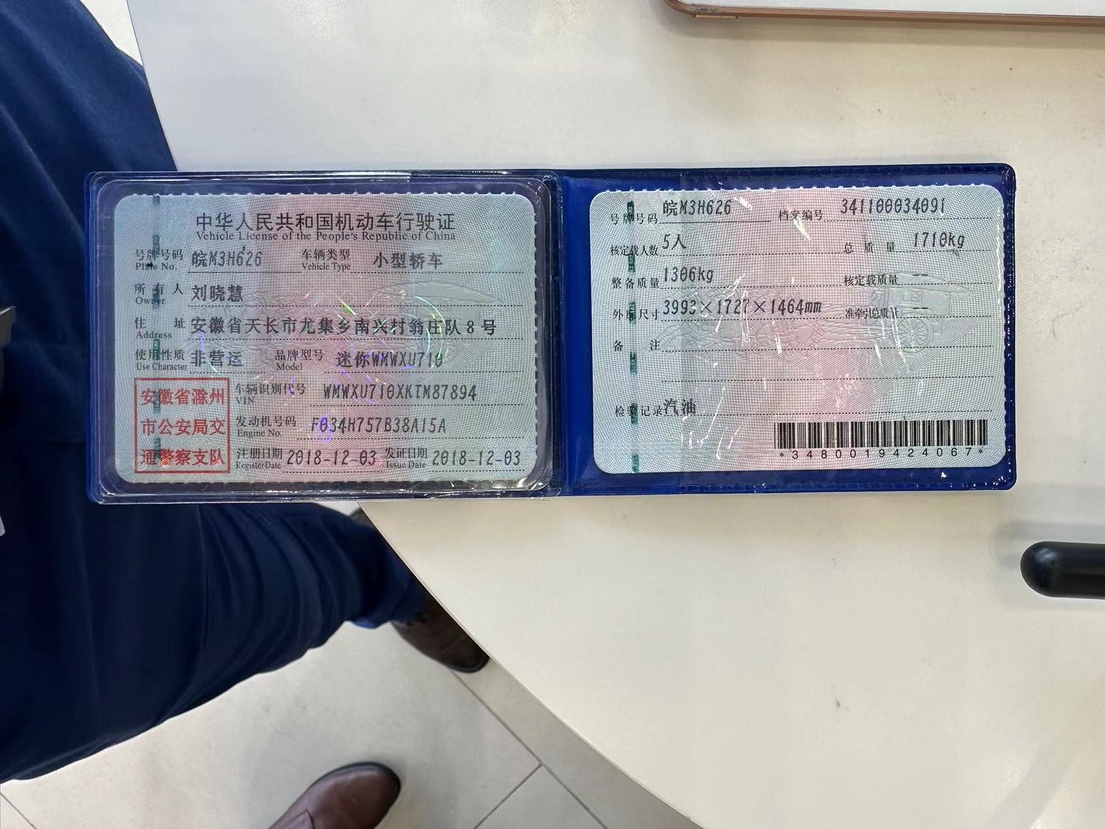 中华人民共和国机动车行驶证
Vehicle License of the People's Republic of China
号牌号码 皖M3H626 车辆类型 小型轿车
Plate No. Vehicle Type
所有人 刘晓慧
Owner
住址 安徽省天长市尤集乡南兴村翁庄队8号
Address
使用性质 非营运 品牌型号 迷你WMWXU710
Use Character Model
安徽省滁州 车辆识别代号 WMWXU710XKTM87894
VIN
市公安局交 发动机号码 F034H757B38A15A
Engine No.
通警察支队 注册日期 2018-12-03 发证日期 2018-12-03
Register Date Issue Date
号牌号码 皖M3H626 档案编号 341100034091
核定载人数 5人 总质量 1710kg
整备质量 1306kg 核定载质量 --
外廓尺寸 3993×1727×1464mm 准牵引总质量 --
备注
检验记录 汽油
*3480019424067*